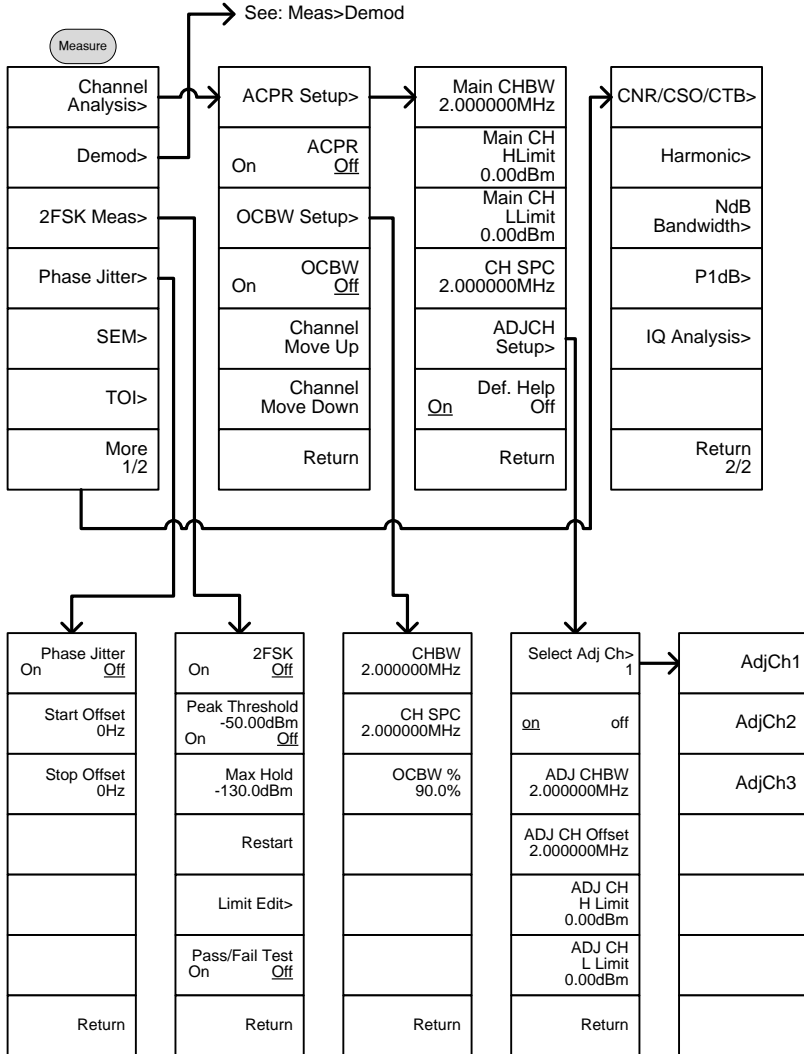 See: Meas>Demod
Measure
Channel
Analysis>
Demod>
2FSK Meas>
Phase Jitter>
SEM>
TOI>
More
1/2
ACPR Setup>
ACPR
On Off
OCBW Setup>
OCBW
On Off
Channel
Move Up
Channel
Move Down
Return
Main CHBW
2.000000MHz
Main CH
HLimit
0.00dBm
Main CH
LLimit
0.00dBm
CH SPC
2.000000MHz
ADJCH
Setup>
Def. Help
On Off
Return
CNR/CSO/CTB>
Harmonic>
NdB
Bandwidth>
P1dB>
IQ Analysis>
Return
2/2
Phase Jitter
On Off
Start Offset
0Hz
Stop Offset
0Hz
Return
2FSK
On Off
Peak Threshold
-50.00dBm
On Off
Max Hold
-130.0dBm
Restart
Limit Edit>
Pass/Fail Test
On Off
Return
CHBW
2.000000MHz
CH SPC
2.000000MHz
OCBW %
90.0%
Return
Select Adj Ch>
1
on off
ADJ CHBW
2.000000MHz
ADJ CH Offset
2.000000MHz
ADJ CH
H Limit
0.00dBm
ADJ CH
L Limit
0.00dBm
Return
AdjCh1
AdjCh2
AdjCh3